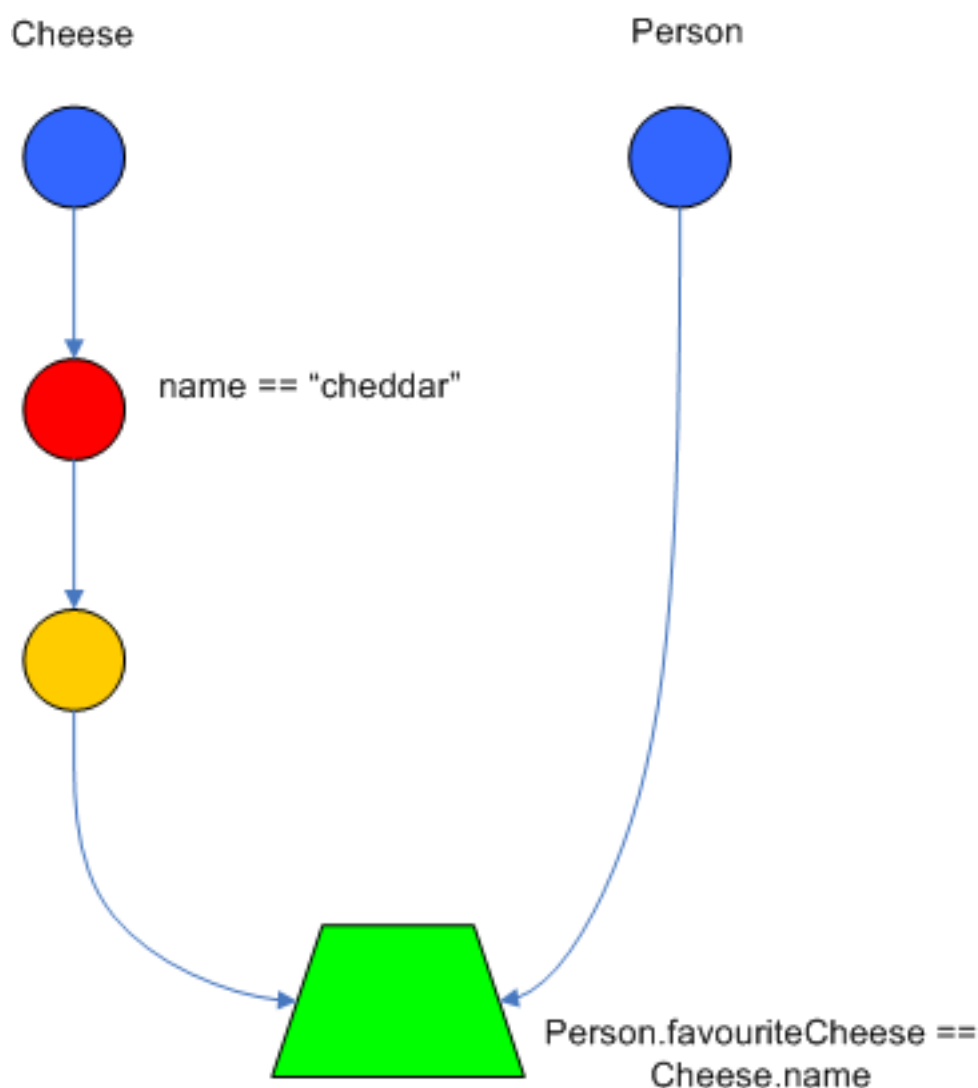 Cheese
Person
name == “cheddar”
Person.favouriteCheese ==
Cheese.name